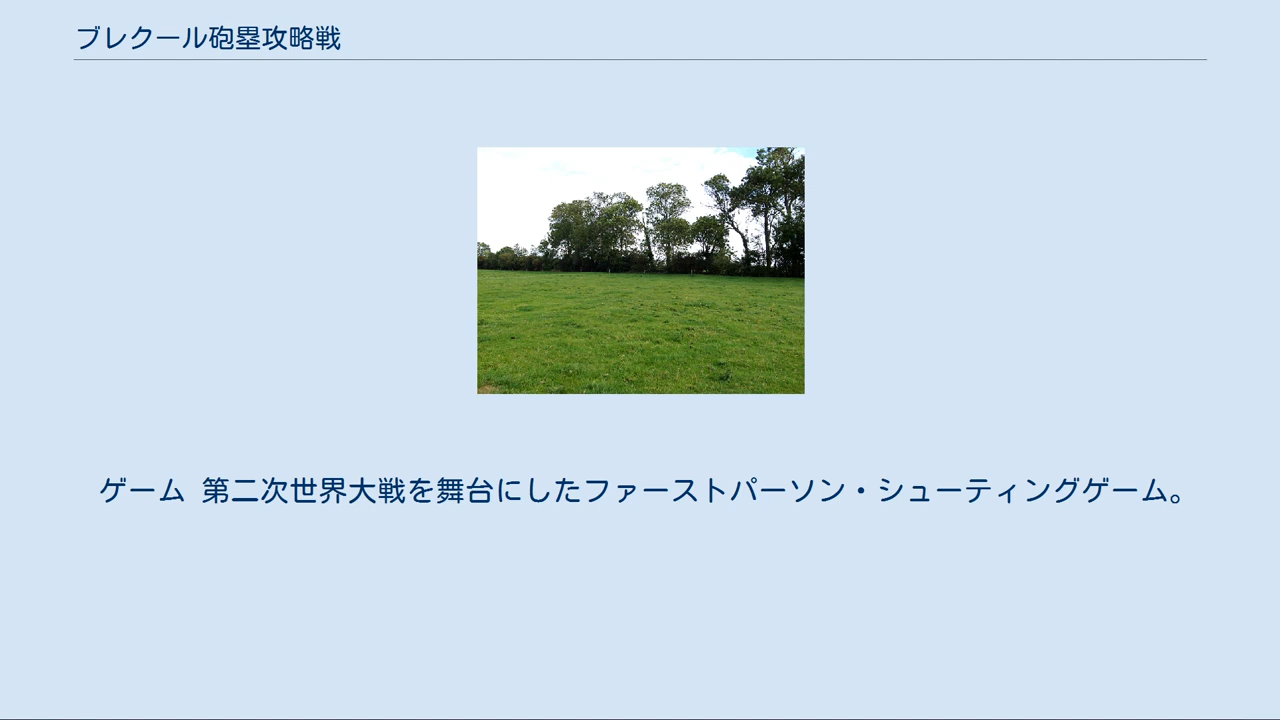 ブレクール砲塁攻略戦
ゲーム 第二次世界大戦を舞台にしたファーストパーソン・シューティングゲーム。